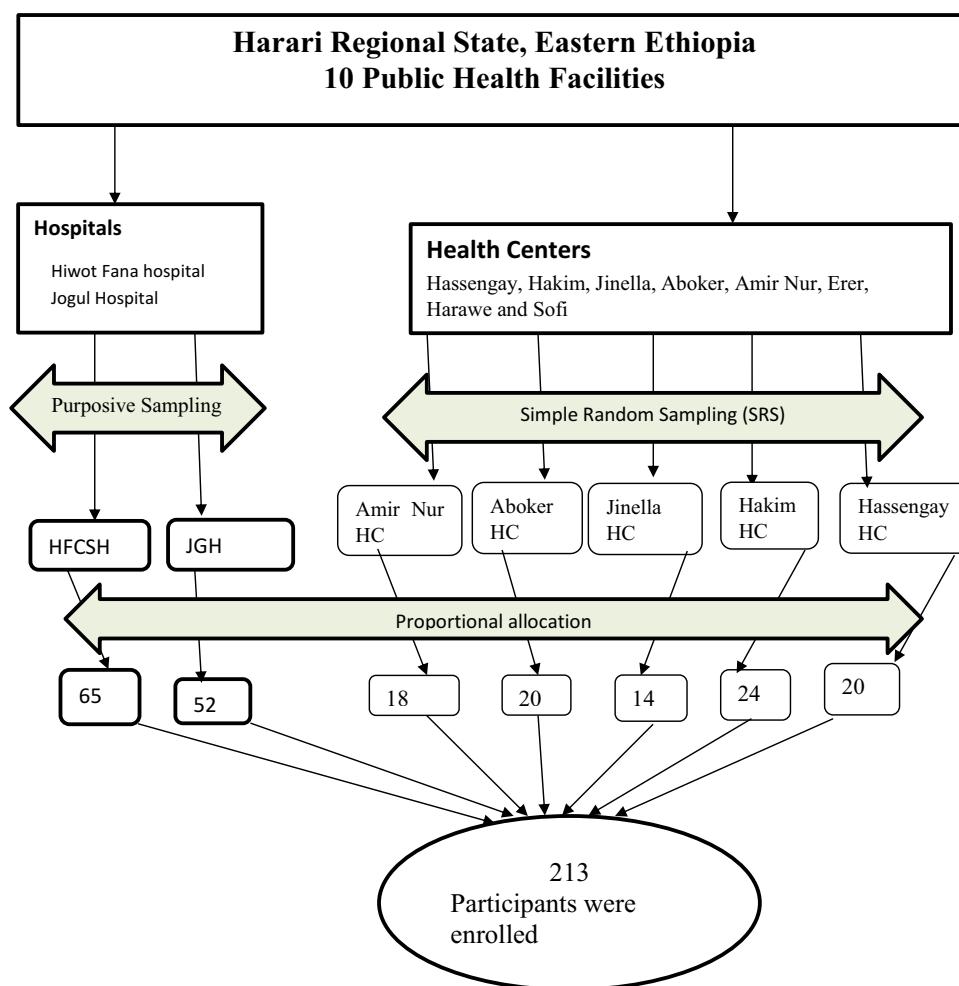 Harari Regional State, Eastern Ethiopia
10 Public Health Facilities
Hospitals
Hiwot Fana hospital
Jogul Hospital
Health Centers
Hassengay, Hakim, Jinella, Aboker, Amir Nur, Erer,
Harawe and Sofi
Purposive Sampling
Simple Random Sampling (SRS)
HFCSH
JGH
Amir Nur
HC
Aboker
HC
Jinella
HC
Hakim
HC
Hassengay
HC
Proportional allocation
65
52
18
20
14
24
20
213
Participants were
enrolled